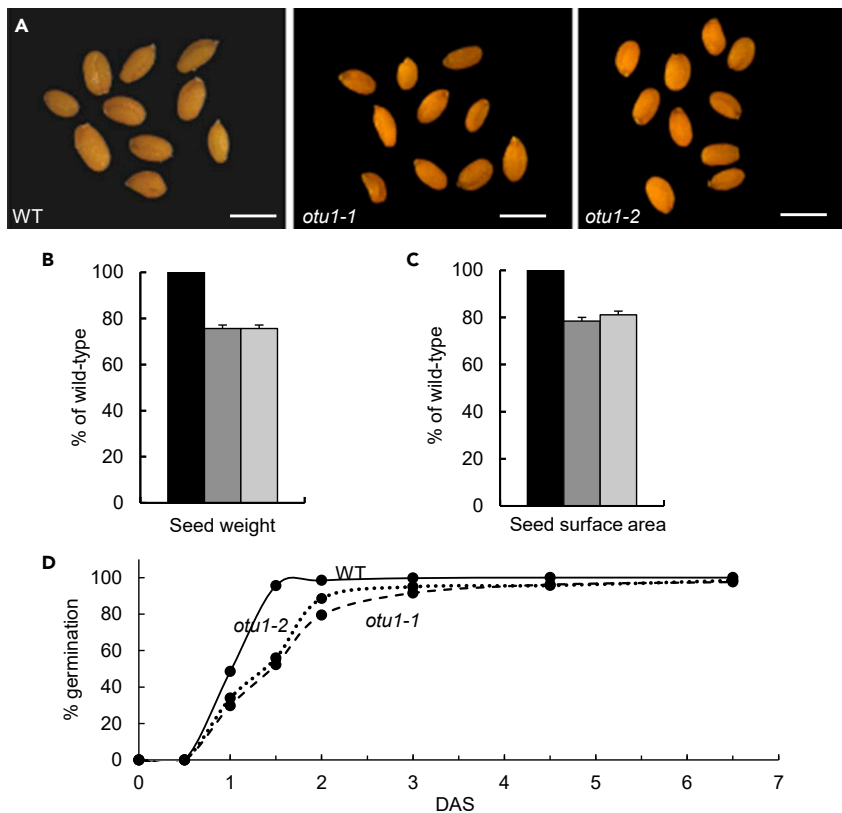 A
WT
otu1-1
otu1-2
B
% of wild-type
100
80
60
40
20
0
Seed weight
C
% of wild-type
100
80
60
40
20
0
Seed surface area
D
% germination
100
80
60
40
20
0
WT
otu1-2
otu1-1
0 1 2 3 4 5 6 7
DAS